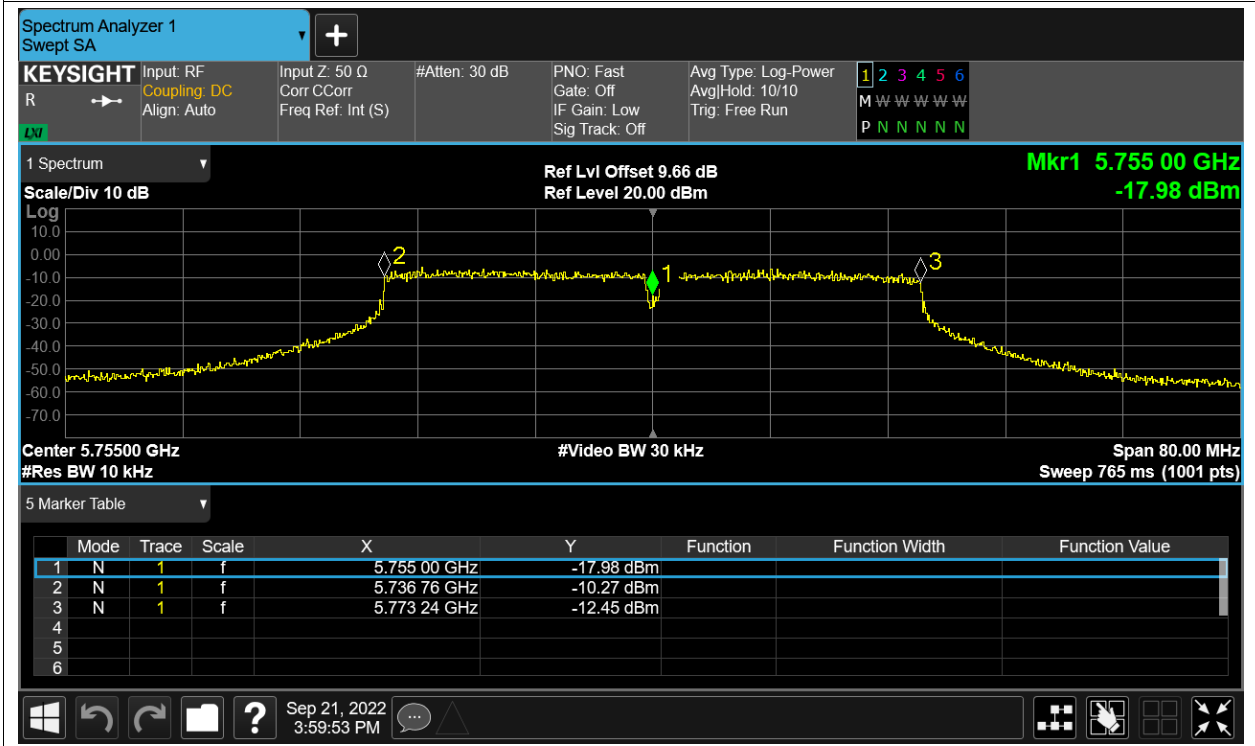 Spectrum Analyzer 1
Swept SA
KEYSIGHT
R
LXI
Input: RF
Coupling: DC
Align: Auto
Input Z: 50 Ω
Corr CCorr
Freq Ref: Int (S)
#Atten: 30 dB
PNO: Fast
Gate: Off
IF Gain: Low
Sig Track: Off
Avg Type: Log-Power
Avg|Hold: 10/10
Trig: Free Run
1 2 3 4 5 6
M W W W W W
P N N N N N
1 Spectrum
Scale/Div 10 dB
Ref Lvl Offset 9.66 dB
Ref Level 20.00 dBm
Mkr1 5.755 00 GHz
-17.98 dBm
Log
10.0
0.00
-10.0
-20.0
-30.0
-40.0
-50.0
-60.0
-70.0
2
1
3
Center 5.75500 GHz
#Res BW 10 kHz
#Video BW 30 kHz
Span 80.00 MHz
Sweep 765 ms (1001 pts)
5 Marker Table
Mode Trace Scale X Y Function Function Width Function Value
1 N 1 f 5.755 00 GHz -17.98 dBm
2 N 1 f 5.736 76 GHz -10.27 dBm
3 N 1 f 5.773 24 GHz -12.45 dBm
4
5
6
?
Sep 21, 2022
3:59:53 PM